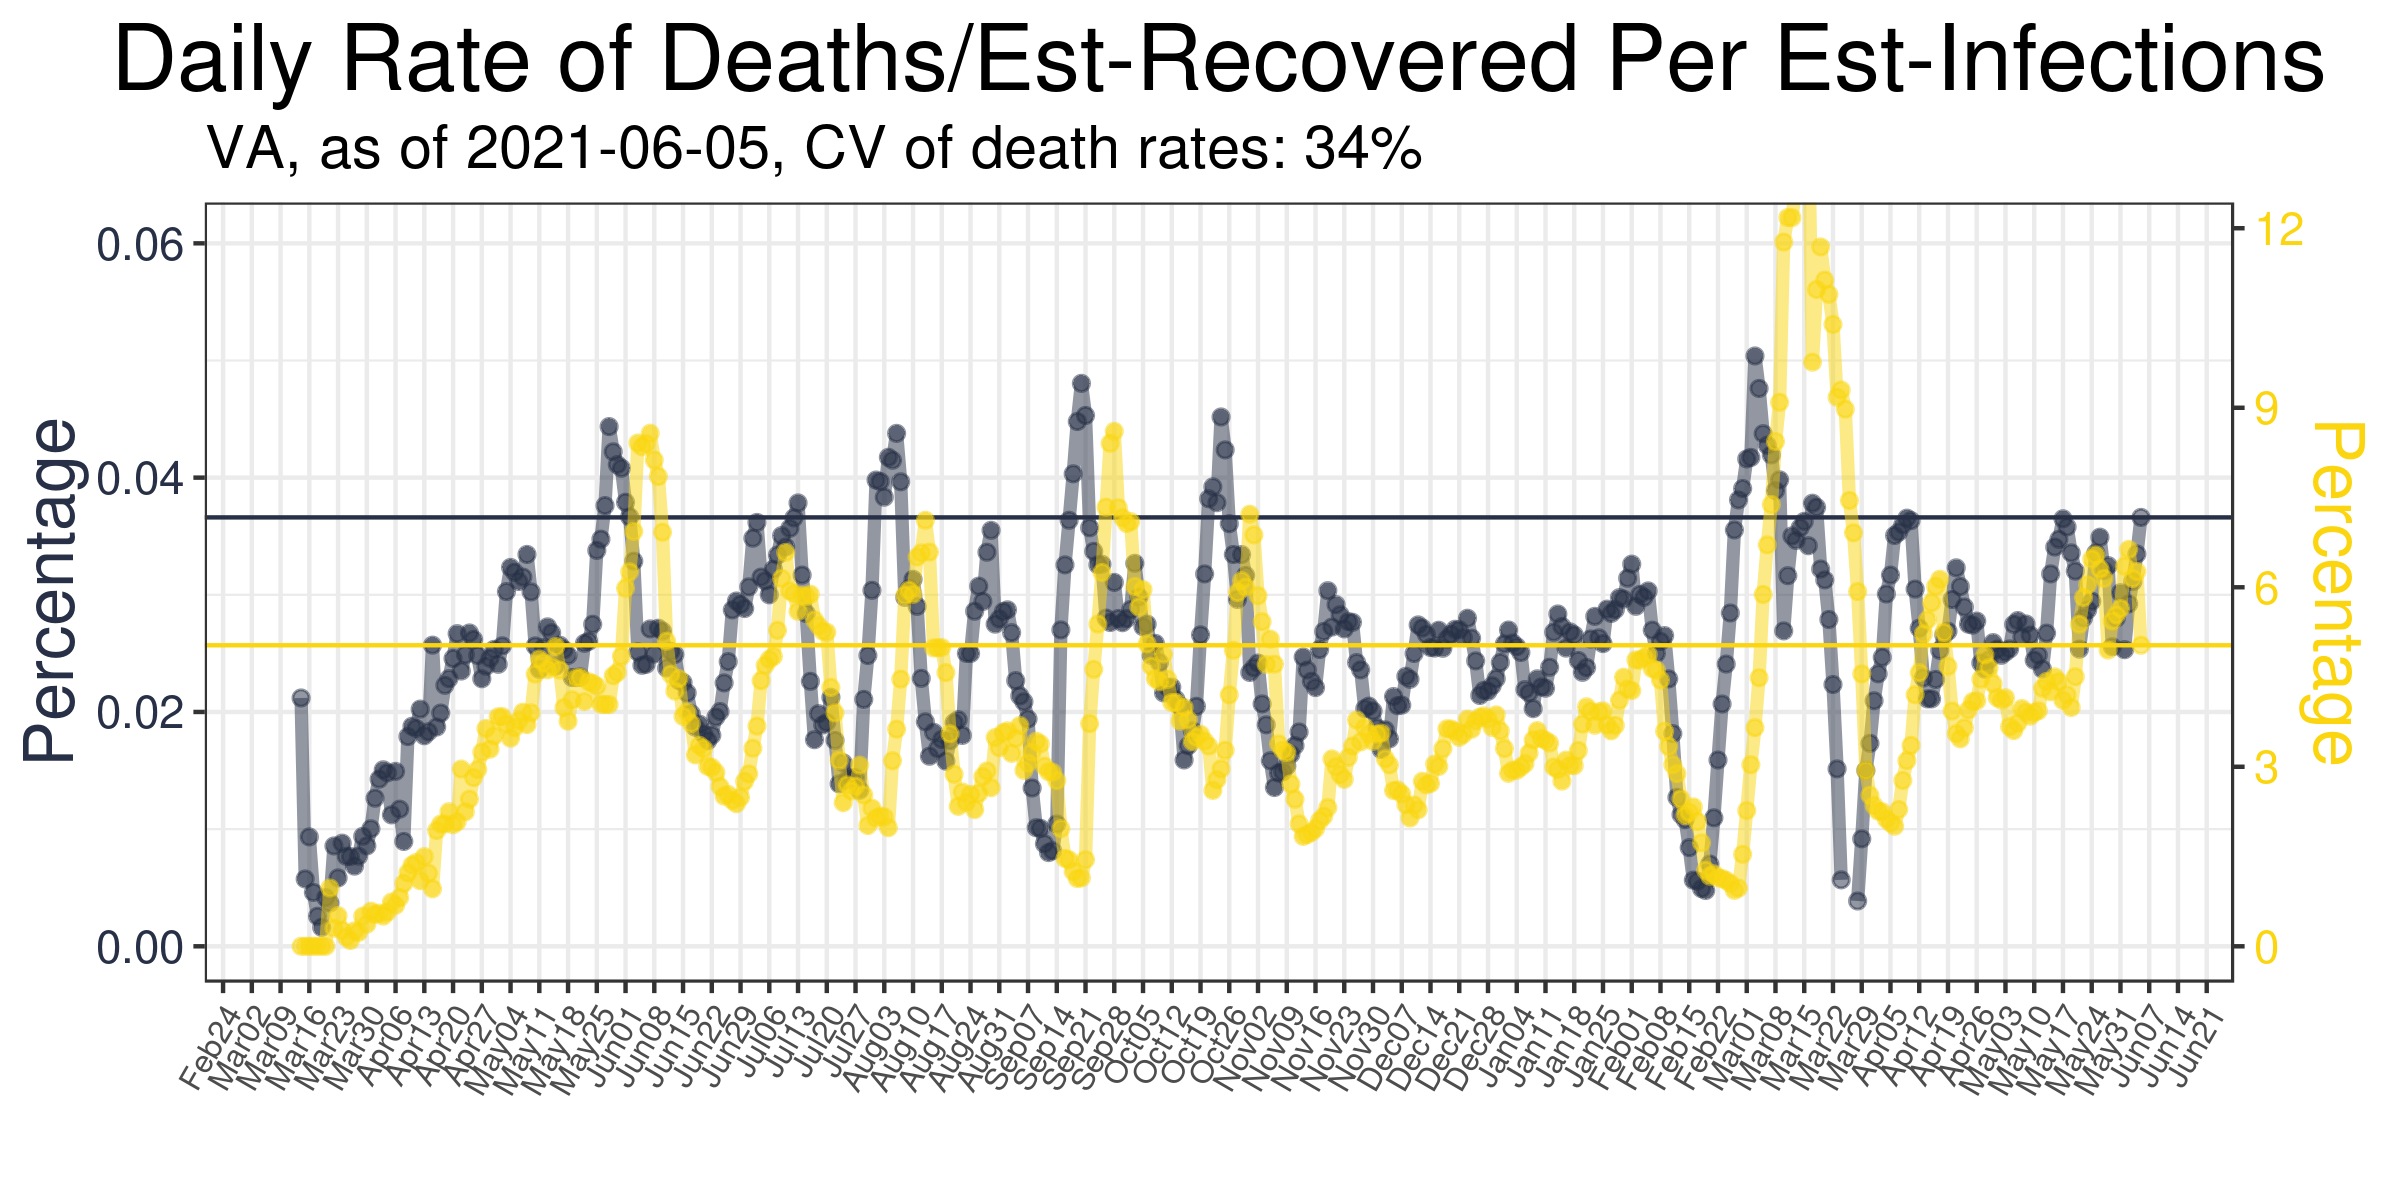 Daily Rate of Deaths/Est-Recovered Per Est-Infections
VA, as of 2021-06-05, CV of death rates: 34%
Percentage
0.06
0.04
0.02
0.00
12
9
6
3
0
Percentage
Feb24
Mar02
Mar09
Mar16
Mar23
Mar30
Apr06
Apr13
Apr20
Apr27
May04
May11
May18
May25
Jun01
Jun08
Jun15
Jun22
Jun29
Jul06
Jul13
Jul20
Jul27
Aug03
Aug10
Aug17
Aug24
Aug31
Sep07
Sep14
Sep21
Sep28
Oct05
Oct12
Oct19
Oct26
Nov02
Nov09
Nov16
Nov23
Nov30
Dec07
Dec14
Dec21
Dec28
Jan04
Jan11
Jan18
Jan25
Feb01
Feb08
Feb15
Feb22
Mar01
Mar08
Mar15
Mar22
Mar29
Apr05
Apr12
Apr19
Apr26
May03
May10
May17
May24
May31
Jun07
Jun14
Jun21